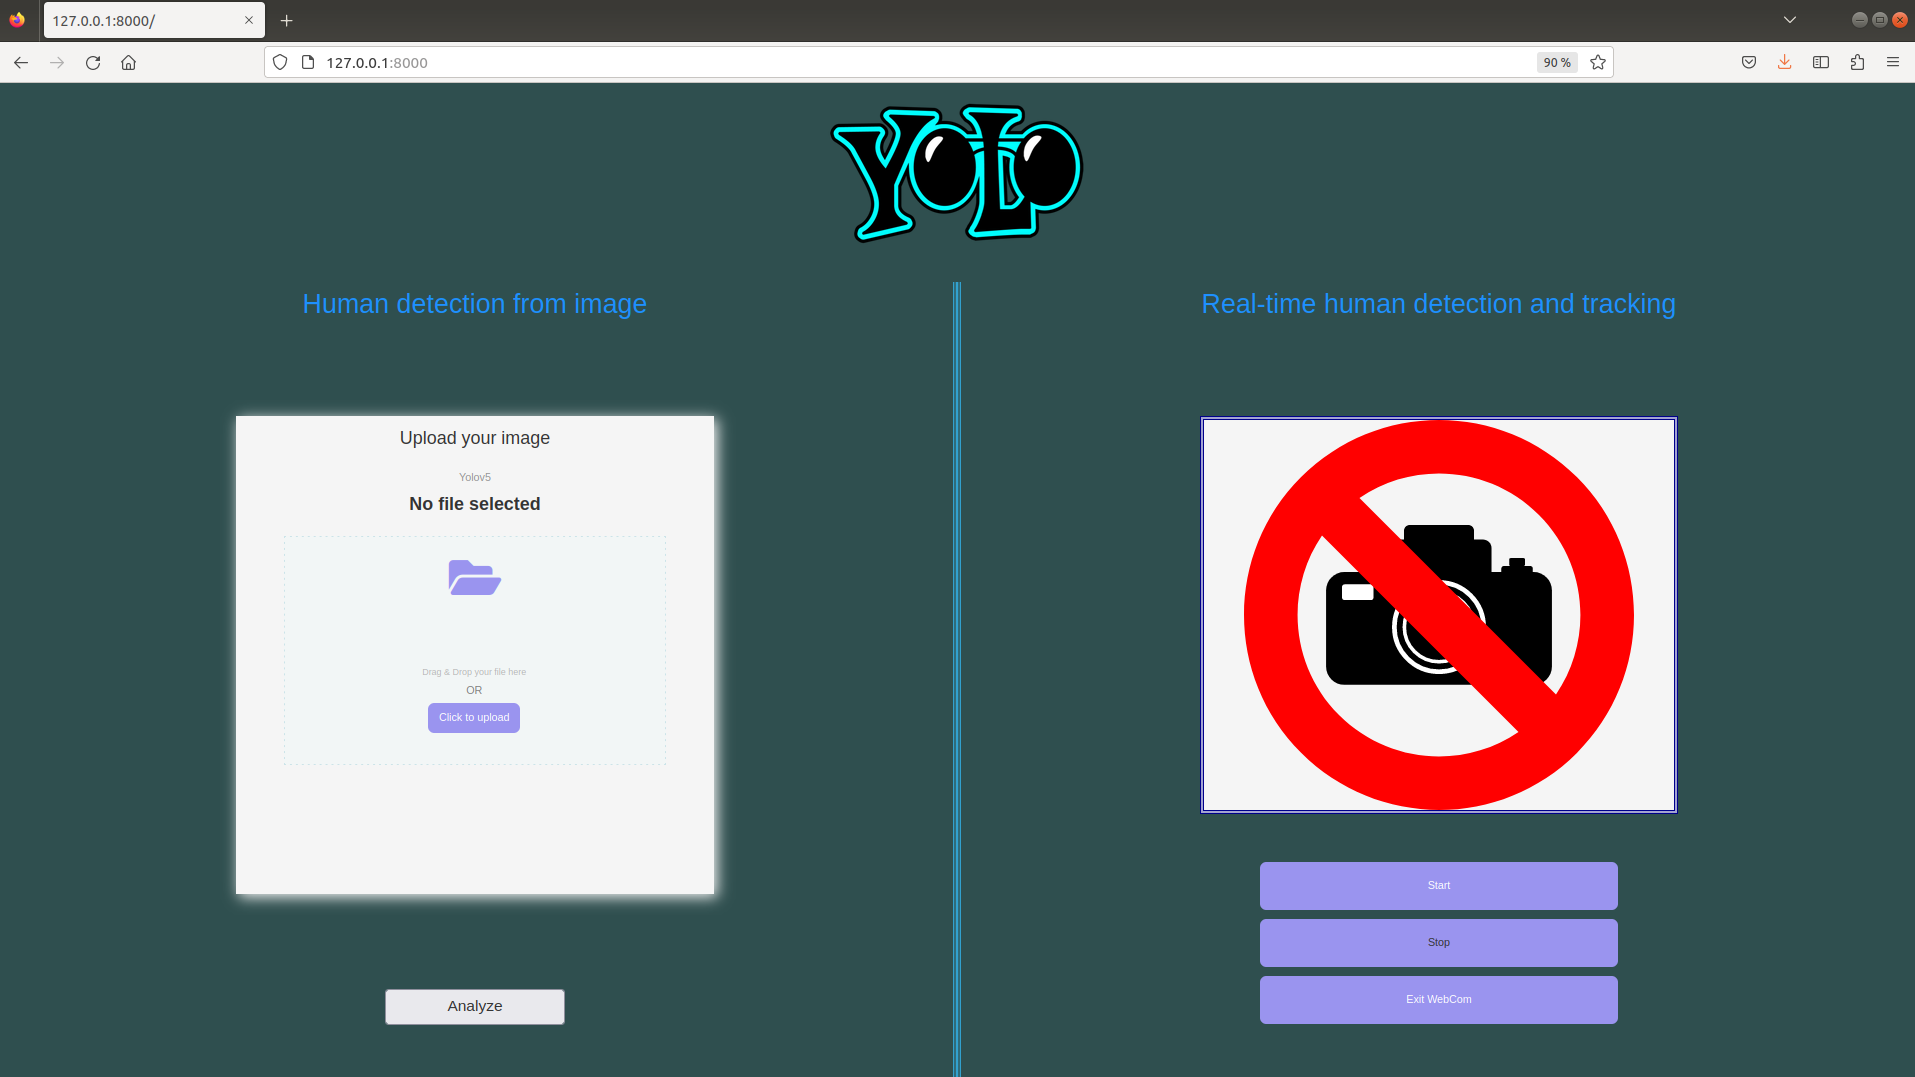 127.0.0.1:8000/
127.0.0.1:8000
90 %
YOLO
Human detection from image
Real-time human detection and tracking
Upload your image
Yolov5
No file selected
Drag & Drop your file here
OR
Click to upload
Analyze
Start
Stop
Exit WebCom